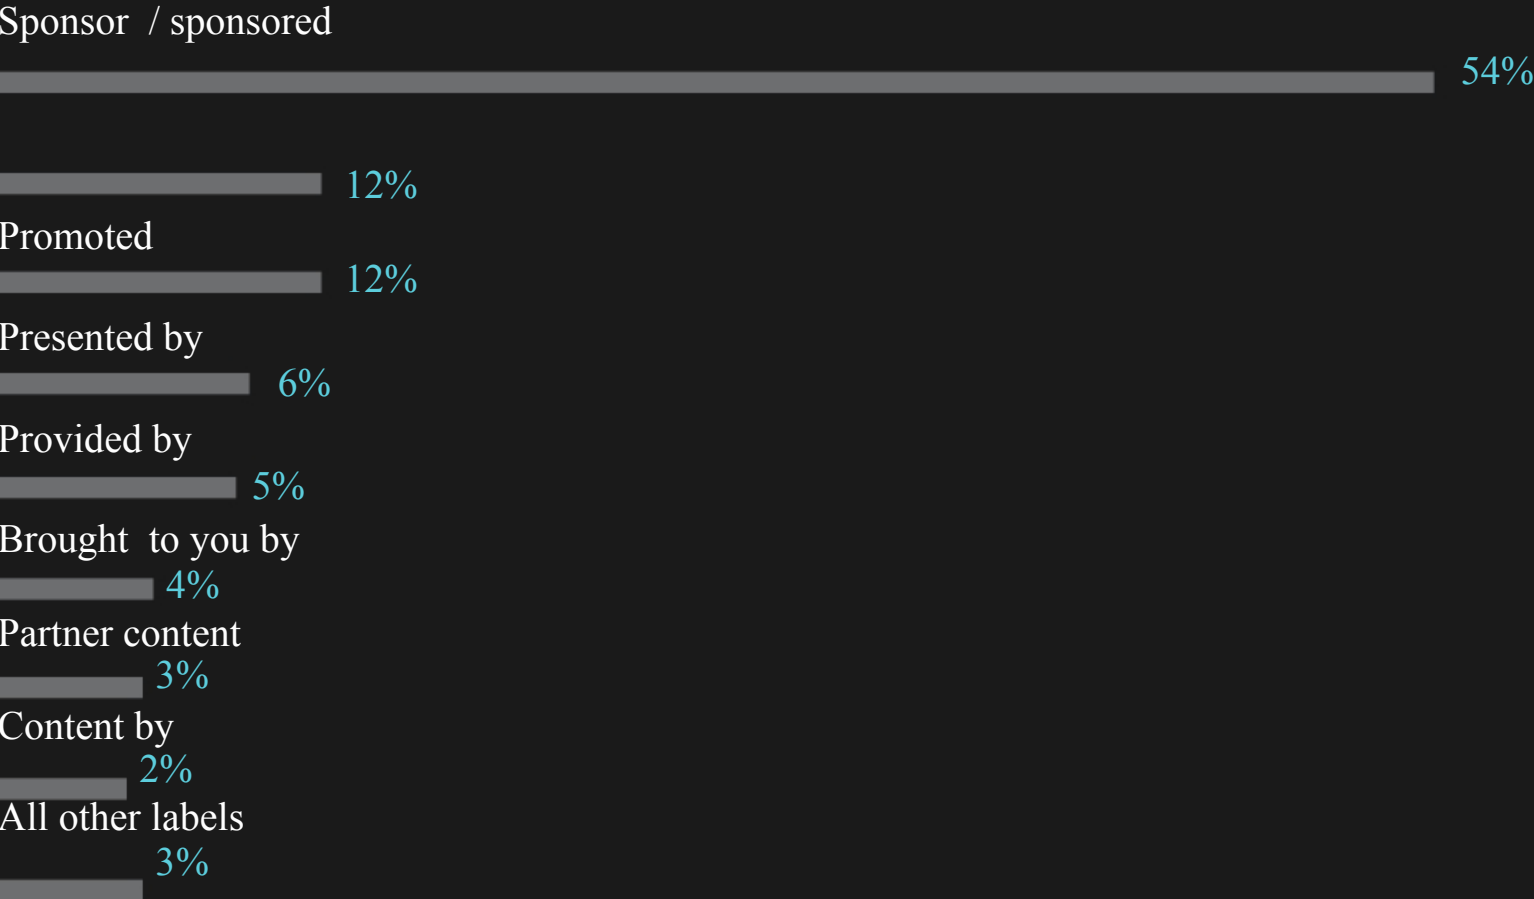 Sponsor / sponsored
54%
12%
Promoted
12%
Presented by
6%
Provided by
5%
Brought to you by
4%
Partner content
3%
Content by
2%
All other labels
3%